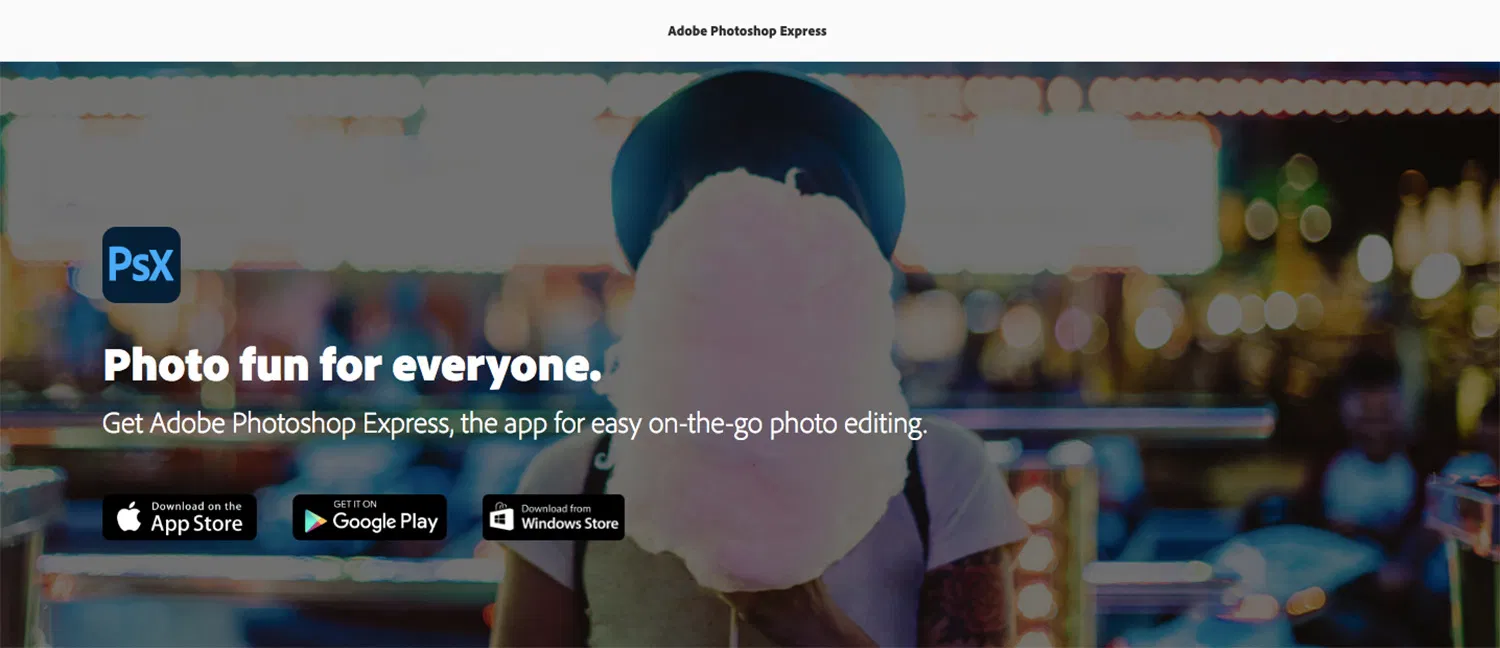 Adobe Photoshop Express
PsX
Photo fun for everyone.
Get Adobe Photoshop Express, the app for easy on-the-go photo editing.
Download on the
App Store
GET IT ON
Google Play
Download from
Windows Store